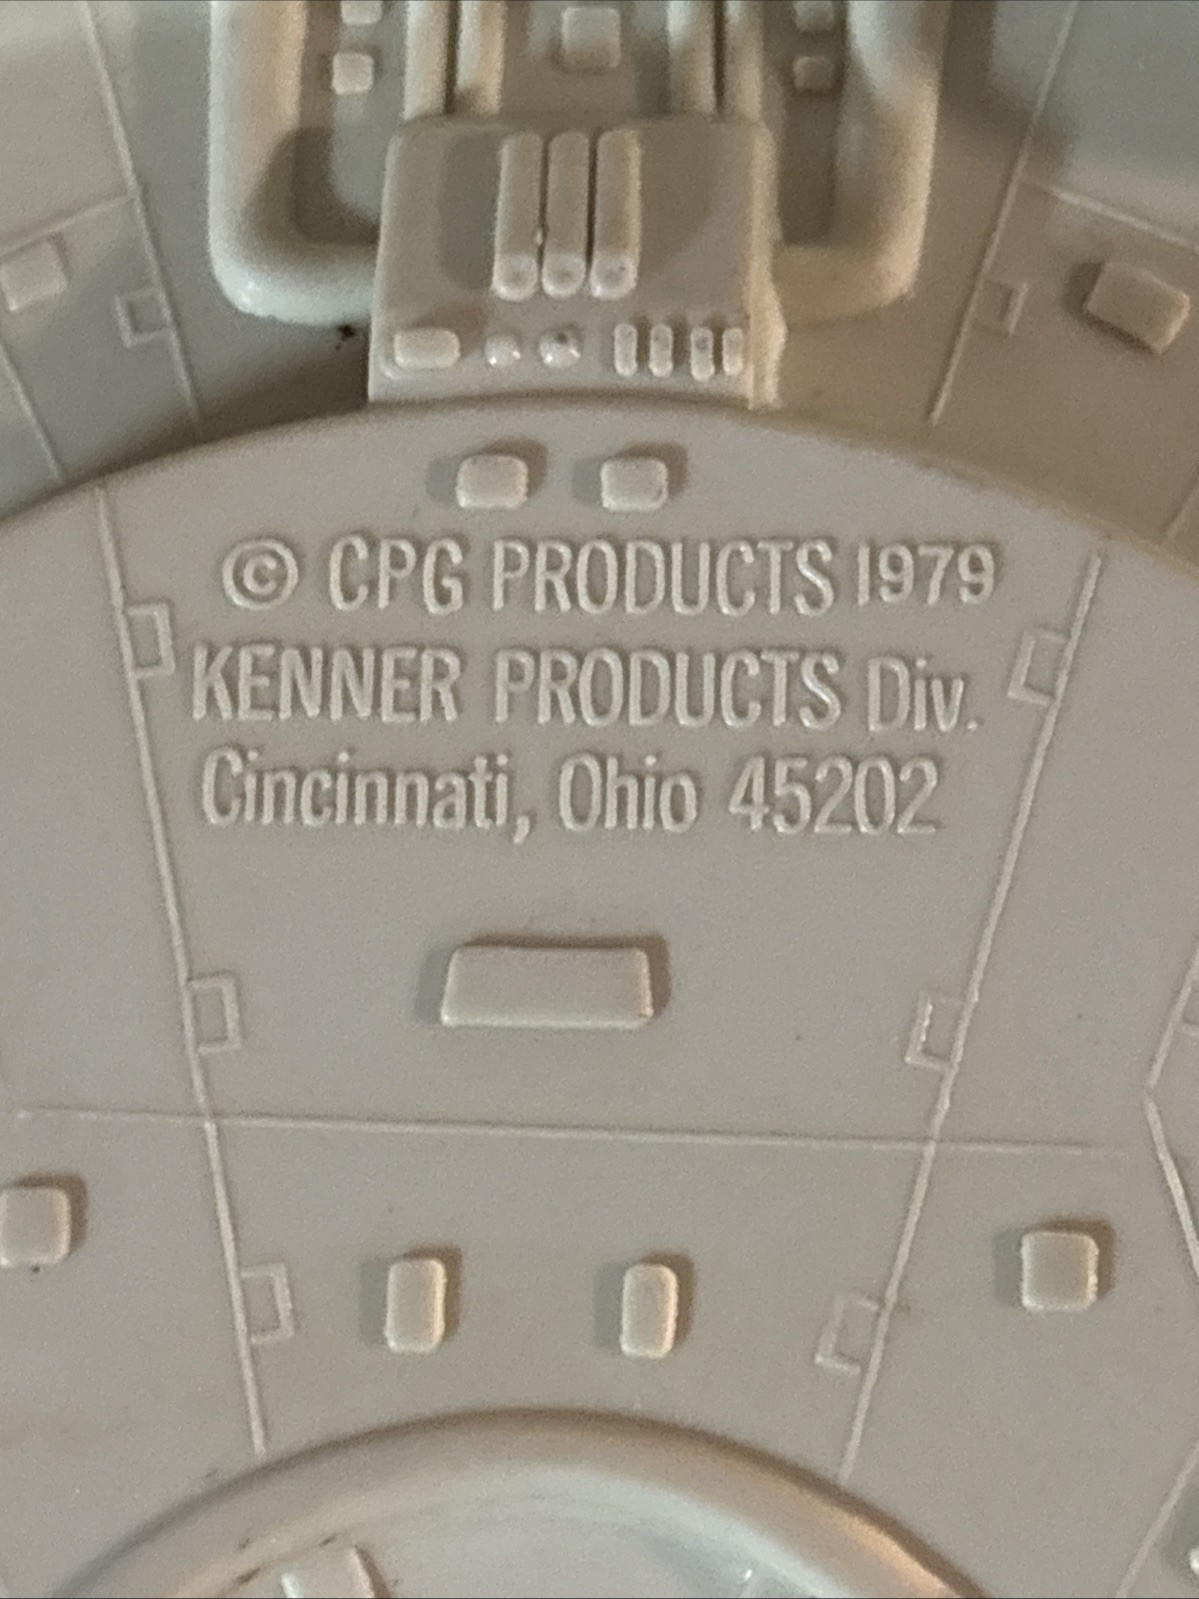 © CPG PRODUCTS 1979
KENNER PRODUCTS Div.
Cincinnati, Ohio 45202